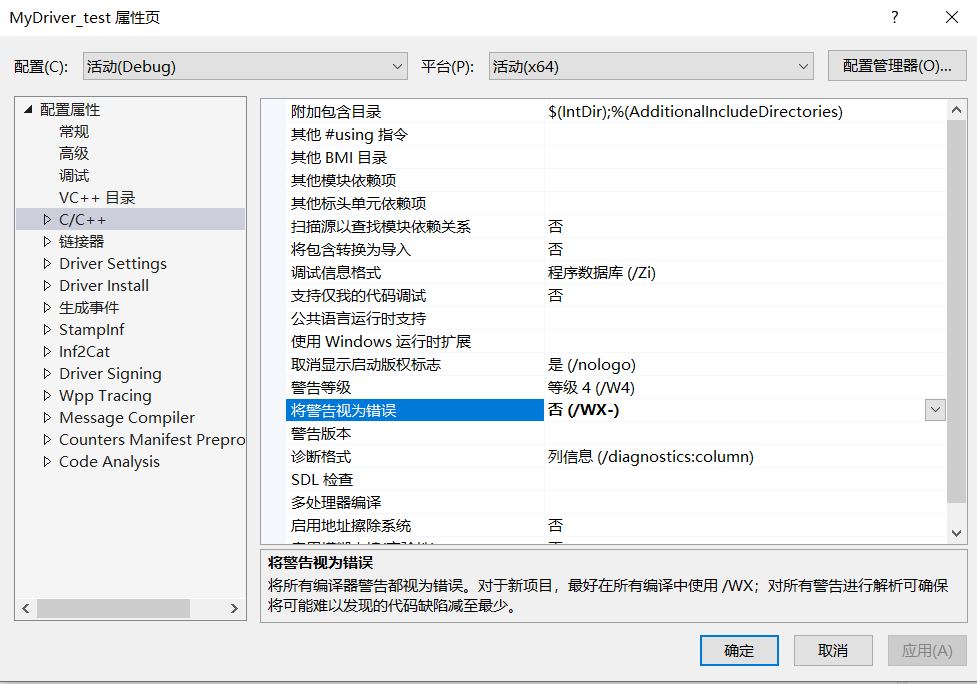 MyDriver_test 属性页
配置(C): 活动(Debug) 平台(P): 活动(x64) 配置管理器(O)...
配置属性
常规
高级
调试
VC++ 目录
C/C++
链接器
Driver Settings
Driver Install
生成事件
StampInf
Inf2Cat
Driver Signing
Wpp Tracing
Message Compiler
Counters Manifest Prepro
Code Analysis
附加包含目录 $(IntDir);%(AdditionalIncludeDirectories)
其他 #using 指令
其他 BMI 目录
其他模块依赖项
其他标头单元依赖项
扫描源以查找模块依赖关系 否
将包含转换为导入 否
调试信息格式 程序数据库 (/Zi)
支持仅我的代码调试 否
公共语言运行时支持
使用 Windows 运行时扩展
取消显示启动版权标志 是 (/nologo)
警告等级 等级 4 (/W4)
将警告视为错误 否 (/WX-)
警告版本
诊断格式 列信息 (/diagnostics:column)
SDL 检查
多处理器编译
启用地址擦除系统 否
将警告视为错误
将所有编译器警告都视为错误。对于新项目，最好在所有编译中使用 /WX；对所有警告进行解析可确保
将可能难以发现的代码缺陷减至最少。
确定 取消 应用(A)